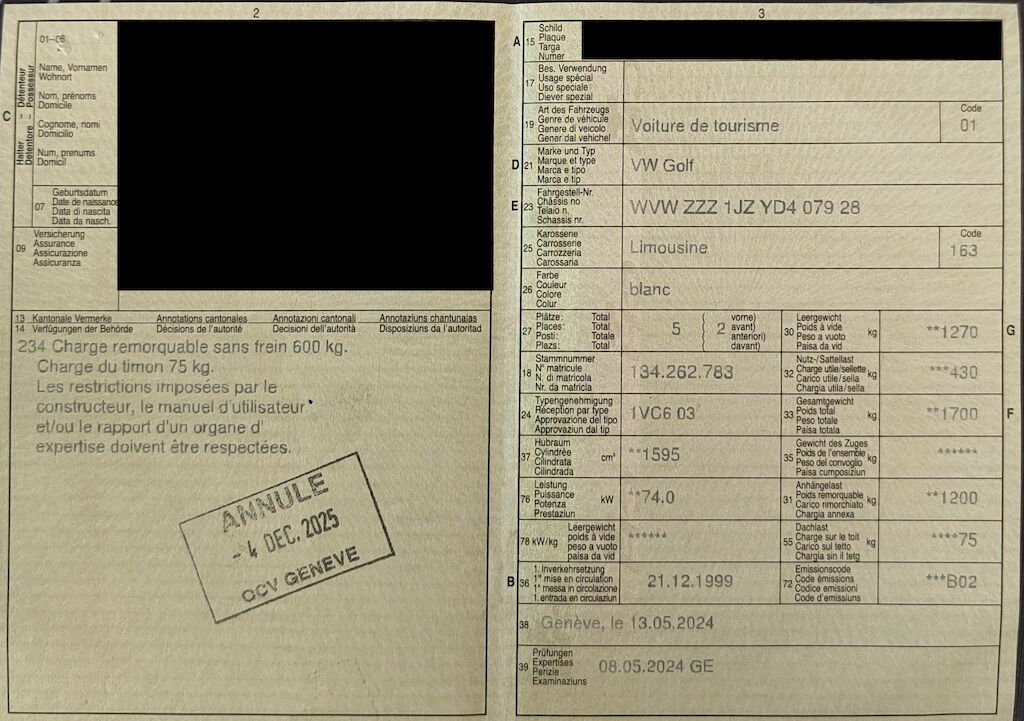 2
01-06
C
Halter – Détenteur
Detentore – Possessur
Name, Vornamen
Wohnort
Nom, prénoms
Domicile
Cognome, nomi
Domicilio
Num, prenums
Domicil
07
Geburtsdatum
Date de naissance
Data di nascita
Data da nasch.
09
Versicherung
Assurance
Assicurazione
Assicuranza
13 Kantonale Vermerke Annotations cantonales Annotazioni cantonali Annotaziuns chantunalas
14 Verfügungen der Behörde Décisions de l'autorité Decisioni dell'autorità Disposiziuns da l'autoritad
234 Charge remorquable sans frein 600 kg.
Charge du timon 75 kg.
Les restrictions imposées par le
constructeur, le manuel d'utilisateur
et/ou le rapport d'un organe d'
expertise doivent être respectées.
ANNULE
- 4 DEC. 2025
OCV GENEVE
3
A 15
Schild
Plaque
Targa
Numer
17
Bes. Verwendung
Usage spécial
Uso speciale
Diever spezial
19
Art des Fahrzeugs
Genre de véhicule
Genere di veicolo
Gener dal vehichel
Voiture de tourisme
Code
01
D 21
Marke und Typ
Marque et type
Marca e tipo
Marca e tip
VW Golf
E 23
Fahrgestell-Nr.
Châssis no
Telaio n.
Schassis nr.
WVW ZZZ 1JZ YD4 079 28
25
Karosserie
Carrosserie
Carrozzeria
Carossaria
Limousine
Code
163
26
Farbe
Couleur
Colore
Colur
blanc
27
Plätze: Total
Places: Total
Posti: Totale
Plazs: Total
5
2
vorne)
avant)
anteriori)
davant)
30
Leergewicht
Poids à vide
Peso a vuoto
Paisa da vid
kg
**1270
G
18
Stammnummer
N° matricule
N. di matricola
Nr. da matricla
134.262.783
32
Nutz-/Sattellast
Charge utile/sellette
Carico utile/sella
Chargia utila/sella
kg
***430
24
Typengenehmigung
Réception par type
Approvazione del tipo
Approvaziun dal tip
1VC6 03
33
Gesamtgewicht
Poids total
Peso totale
Paisa totala
kg
**1700
F
37
Hubraum
Cylindrée
Cilindrata
Cilindrada
cm³
**1595
35
Gewicht des Zuges
Poids de l'ensemble
Peso del convoglio
Paisa cumposiziun
kg
******
76
Leistung
Puissance
Potenza
Prestaziun
kW
**74.0
31
Anhängelast
Poids remorquable
Carico rimorchiato
Chargia annexa
kg
**1200
78 kW/kg
Leergewicht
poids à vide
peso a vuoto
paisa da vid
******
55
Dachlast
Charge sur le toit
Carico sul tetto
Chargia sin il tetg
kg
****75
B 36
1. Inverkehrsetzung
1re mise en circulation
1a messa in circolazione
1. entrada en circulaziun
21.12.1999
72
Emissionscode
Code émissions
Codice emissioni
Code d'emissiuns
***B02
38
Genève, le 13.05.2024
39
Prüfungen
Expertises
Perizie
Examinaziuns
08.05.2024 GE